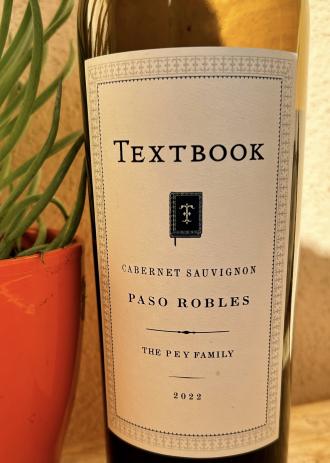 TEXTBOOK
T
CABERNET SAUVIGNON
PASO ROBLES
THE PEY FAMILY
2022